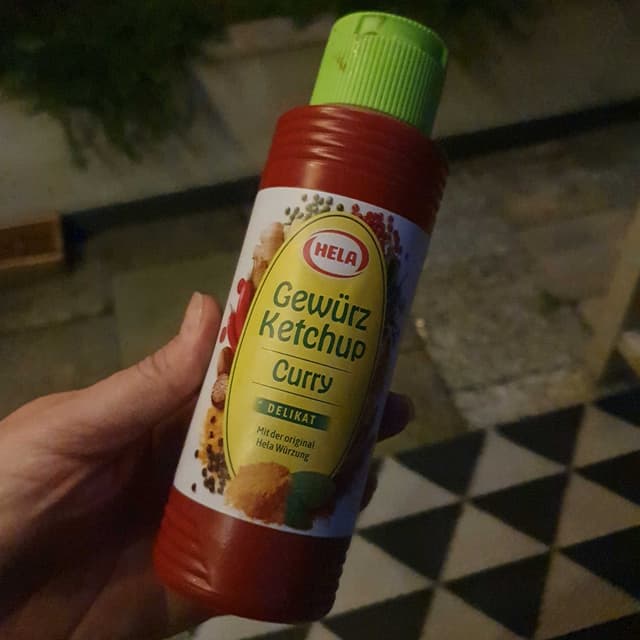 HELA
Gewürz
Ketchup
Curry
DELIKAT
Mit der original
Hela Würzung